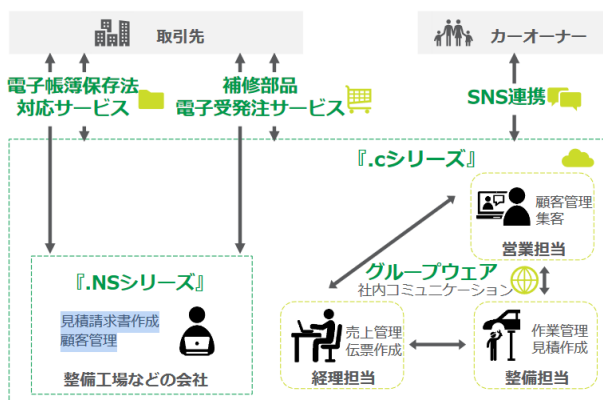 取引先
カーオーナー
電子帳簿保存法
対応サービス
補修部品
電子受発注サービス
SNS連携
『.cシリーズ』
顧客管理
集客
営業担当
『.NSシリーズ』
見積請求書作成
顧客管理
整備工場などの会社
グループウェア
社内コミュニケーション
売上管理
伝票作成
経理担当
作業管理
見積作成
整備担当